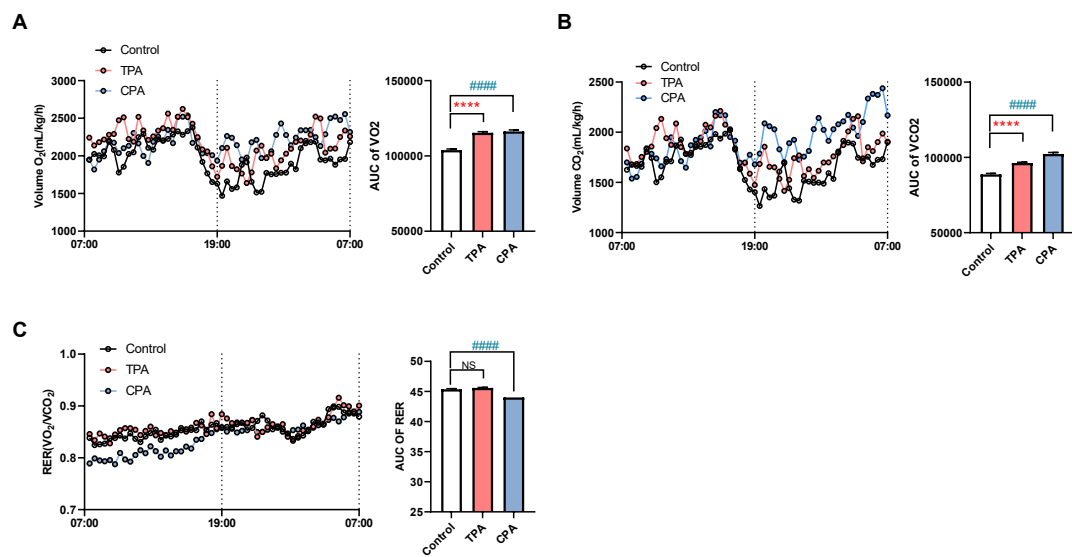 A
Control
TPA
CPA
Volume O2(mL/kg/h)
3000
2500
2000
1500
1000
07:00
19:00
07:00
AUC of VO2
150000
100000
50000
####
****
Control
TPA
CPA
B
Control
TPA
CPA
Volume CO2(mL/kg/h)
2500
2000
1500
1000
07:00
19:00
07:00
AUC of VCO2
150000
100000
50000
####
****
Control
TPA
CPA
C
Control
TPA
CPA
RER(VO2/VCO2)
1.0
0.9
0.8
0.7
07:00
19:00
07:00
AUC OF RER
50
45
40
35
30
25
####
NS
Control
TPA
CPA